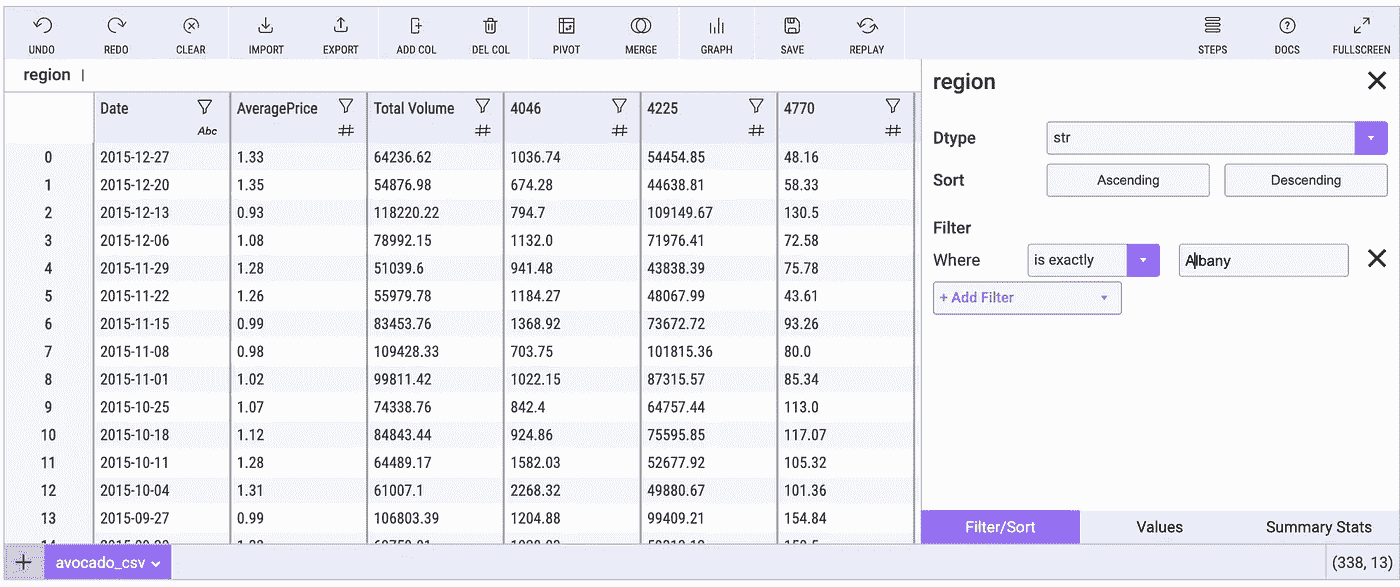 UNDO REDO CLEAR IMPORT EXPORT ADD COL DEL COL PIVOT MERGE GRAPH SAVE REPLAY STEPS DOCS FULLSCREEN
region
Date AveragePrice Total Volume 4046 4225 4770
Abc # # # # #
0 2015-12-27 1.33 64236.62 1036.74 54454.85 48.16
1 2015-12-20 1.35 54876.98 674.28 44638.81 58.33
2 2015-12-13 0.93 118220.22 794.7 109149.67 130.5
3 2015-12-06 1.08 78992.15 1132.0 71976.41 72.58
4 2015-11-29 1.28 51039.6 941.48 43838.39 75.78
5 2015-11-22 1.26 55979.78 1184.27 48067.99 43.61
6 2015-11-15 0.99 83453.76 1368.92 73672.72 93.26
7 2015-11-08 0.98 109428.33 703.75 101815.36 80.0
8 2015-11-01 1.02 99811.42 1022.15 87315.57 85.34
9 2015-10-25 1.07 74338.76 842.4 64757.44 113.0
10 2015-10-18 1.12 84843.44 924.86 75595.85 117.07
11 2015-10-11 1.28 64489.17 1582.03 52677.92 105.32
12 2015-10-04 1.31 61007.1 2268.32 49880.67 101.36
13 2015-09-27 0.99 106803.39 1204.88 99409.21 154.84
region
Dtype str
Sort Ascending Descending
Filter
Where is exactly Albany
+ Add Filter
Filter/Sort Values Summary Stats
+ avocado_csv (338, 13)